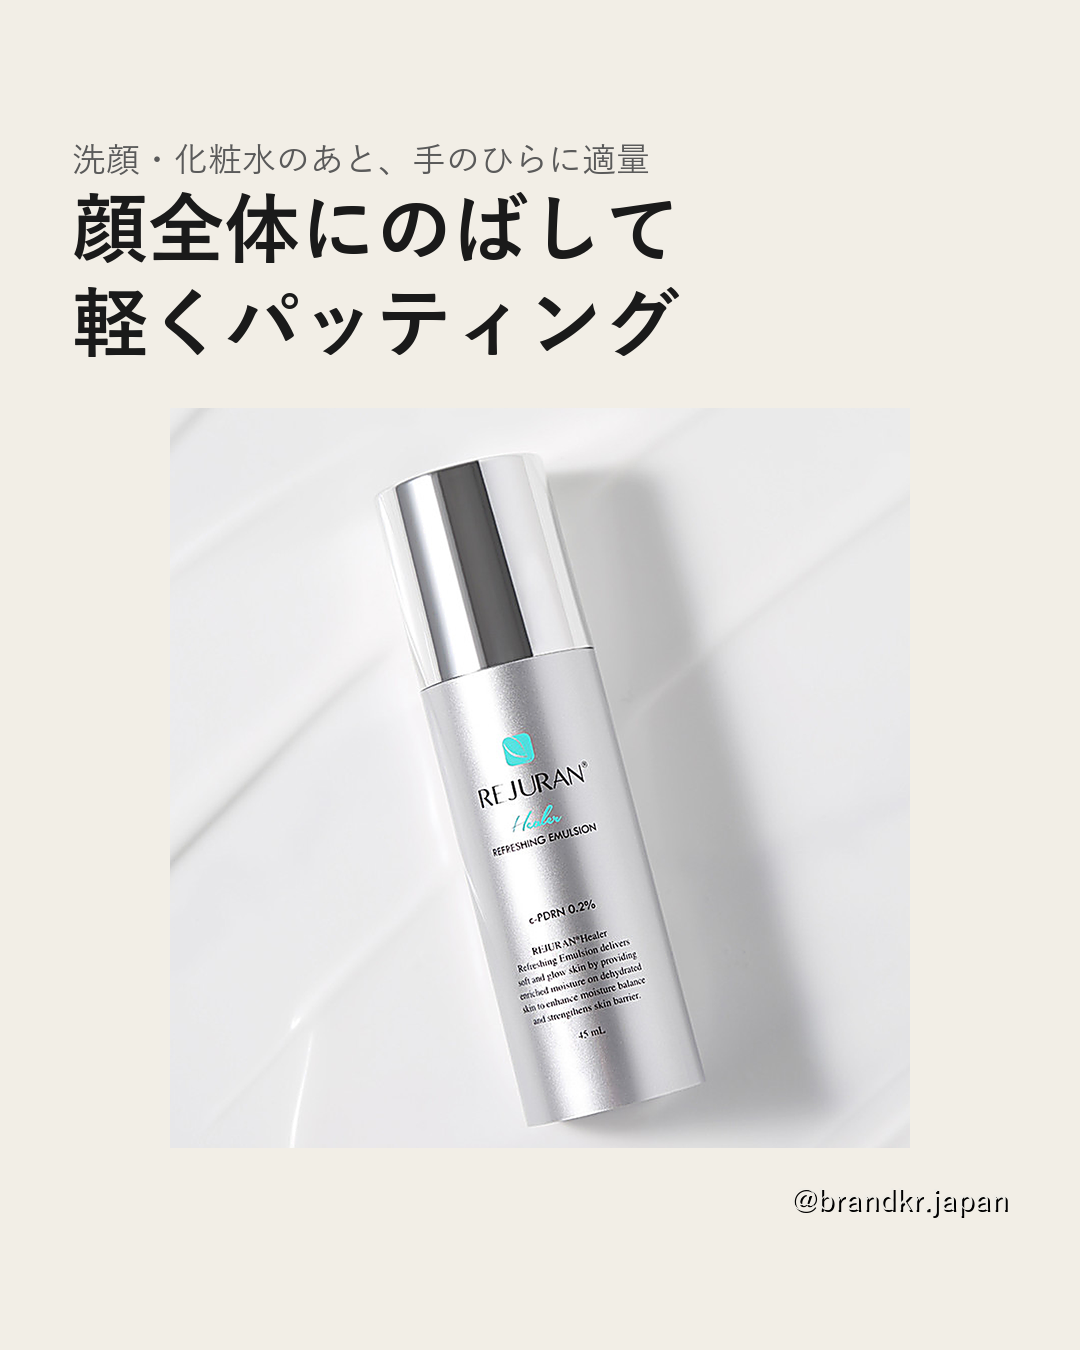 洗顔・化粧水のあと、手のひらに適量
顔全体にのばして
軽くパッティング
REJURAN®
Healer
REFRESHING EMULSION
c-PDRN 0.2%
REJURAN®Healer
Refreshing Emulsion delivers
soft and glow skin by providing
enriched moisture on dehydrated
skin to enhance moisture balance
and strengthens skin barrier.
45 mL
@brandkr.japan